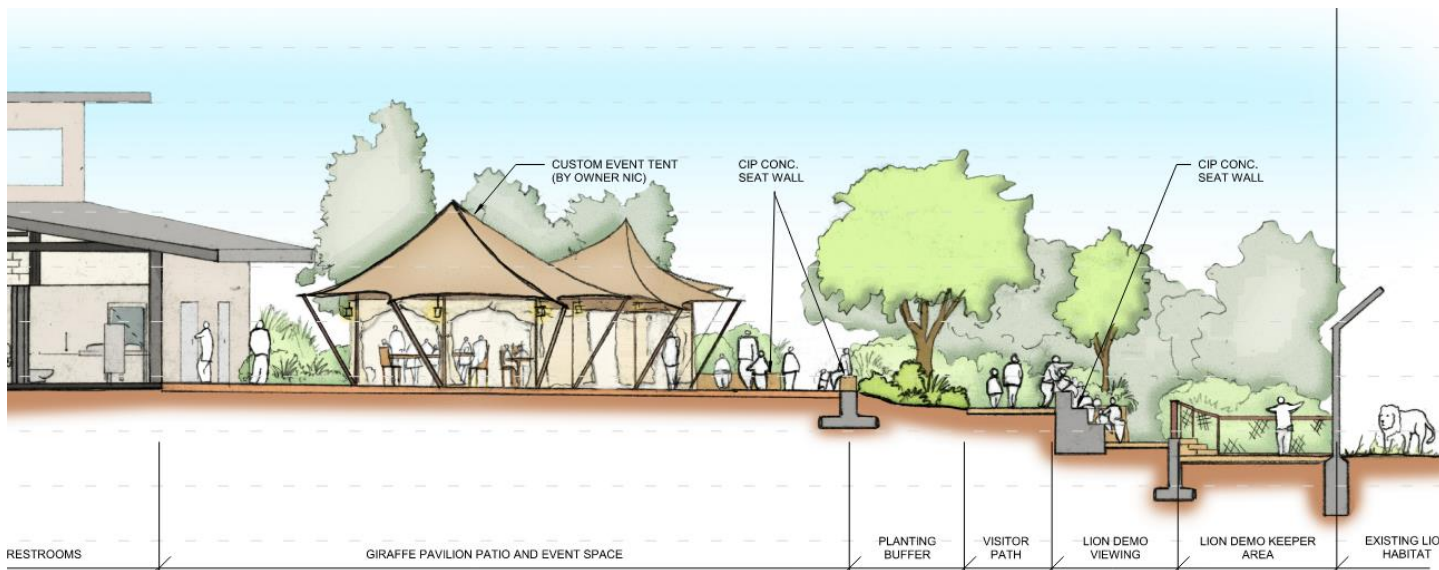 CUSTOM EVENT TENT
(BY OWNER NIC)
CIP CONC.
SEAT WALL
CIP CONC.
SEAT WALL
RESTROOMS
GIRAFFE PAVILION PATIO AND EVENT SPACE
PLANTING
BUFFER
VISITOR
PATH
LION DEMO
VIEWING
LION DEMO KEEPER
AREA
EXISTING LIO
HABITAT